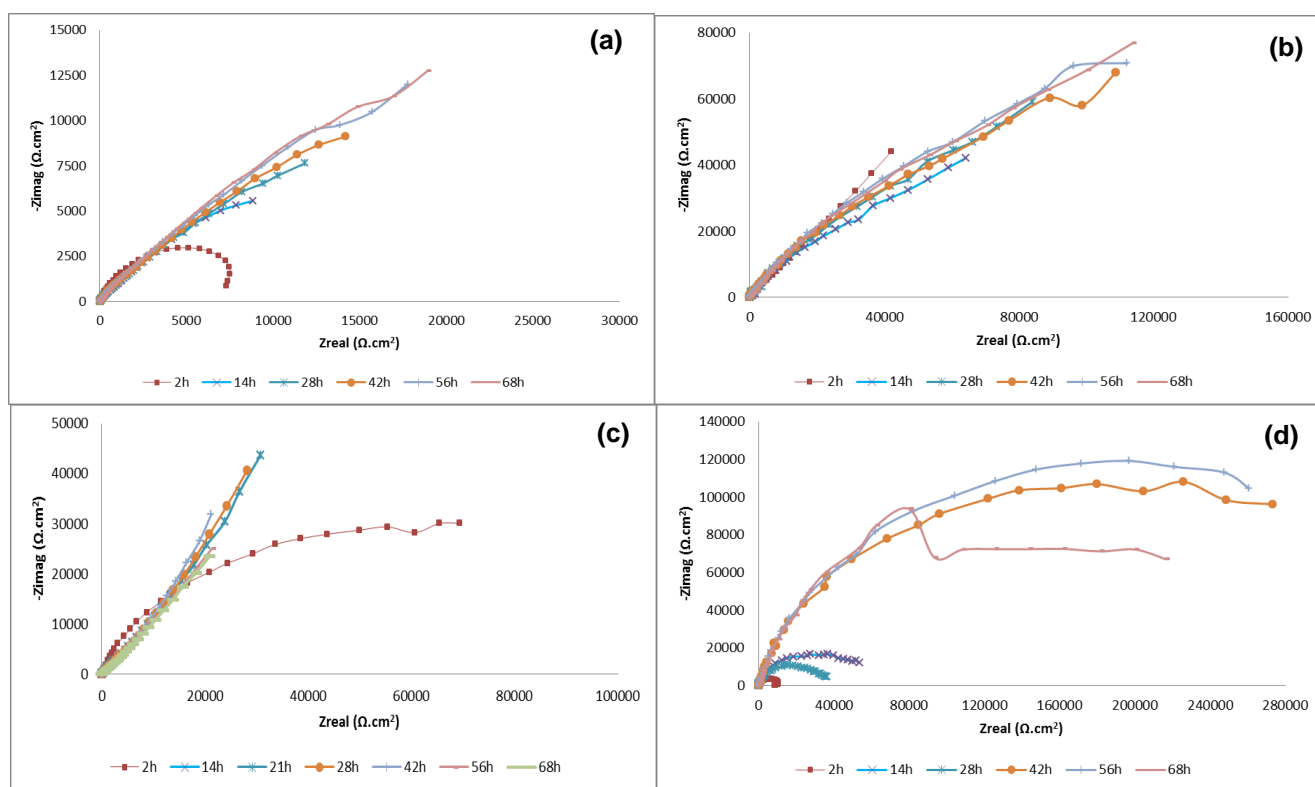 (a)
15000
12500
10000
7500
5000
2500
0
-Zimag (Ω.cm²)
0 5000 10000 15000 20000 25000 30000
Zreal (Ω.cm²)
2h 14h 28h 42h 56h 68h
(b)
80000
60000
40000
20000
0
-Zimag (Ω.cm²)
0 40000 80000 120000 160000
Zreal (Ω.cm²)
2h 14h 28h 42h 56h 68h
(c)
50000
40000
30000
20000
10000
0
-Zimag (Ω.cm²)
0 20000 40000 60000 80000 100000
Zreal (Ω.cm²)
2h 14h 21h 28h 42h 56h 68h
(d)
140000
120000
100000
80000
60000
40000
20000
0
-Zimag (Ω.cm²)
0 40000 80000 120000 160000 200000 240000 280000
Zreal (Ω.cm²)
2h 14h 28h 42h 56h 68h